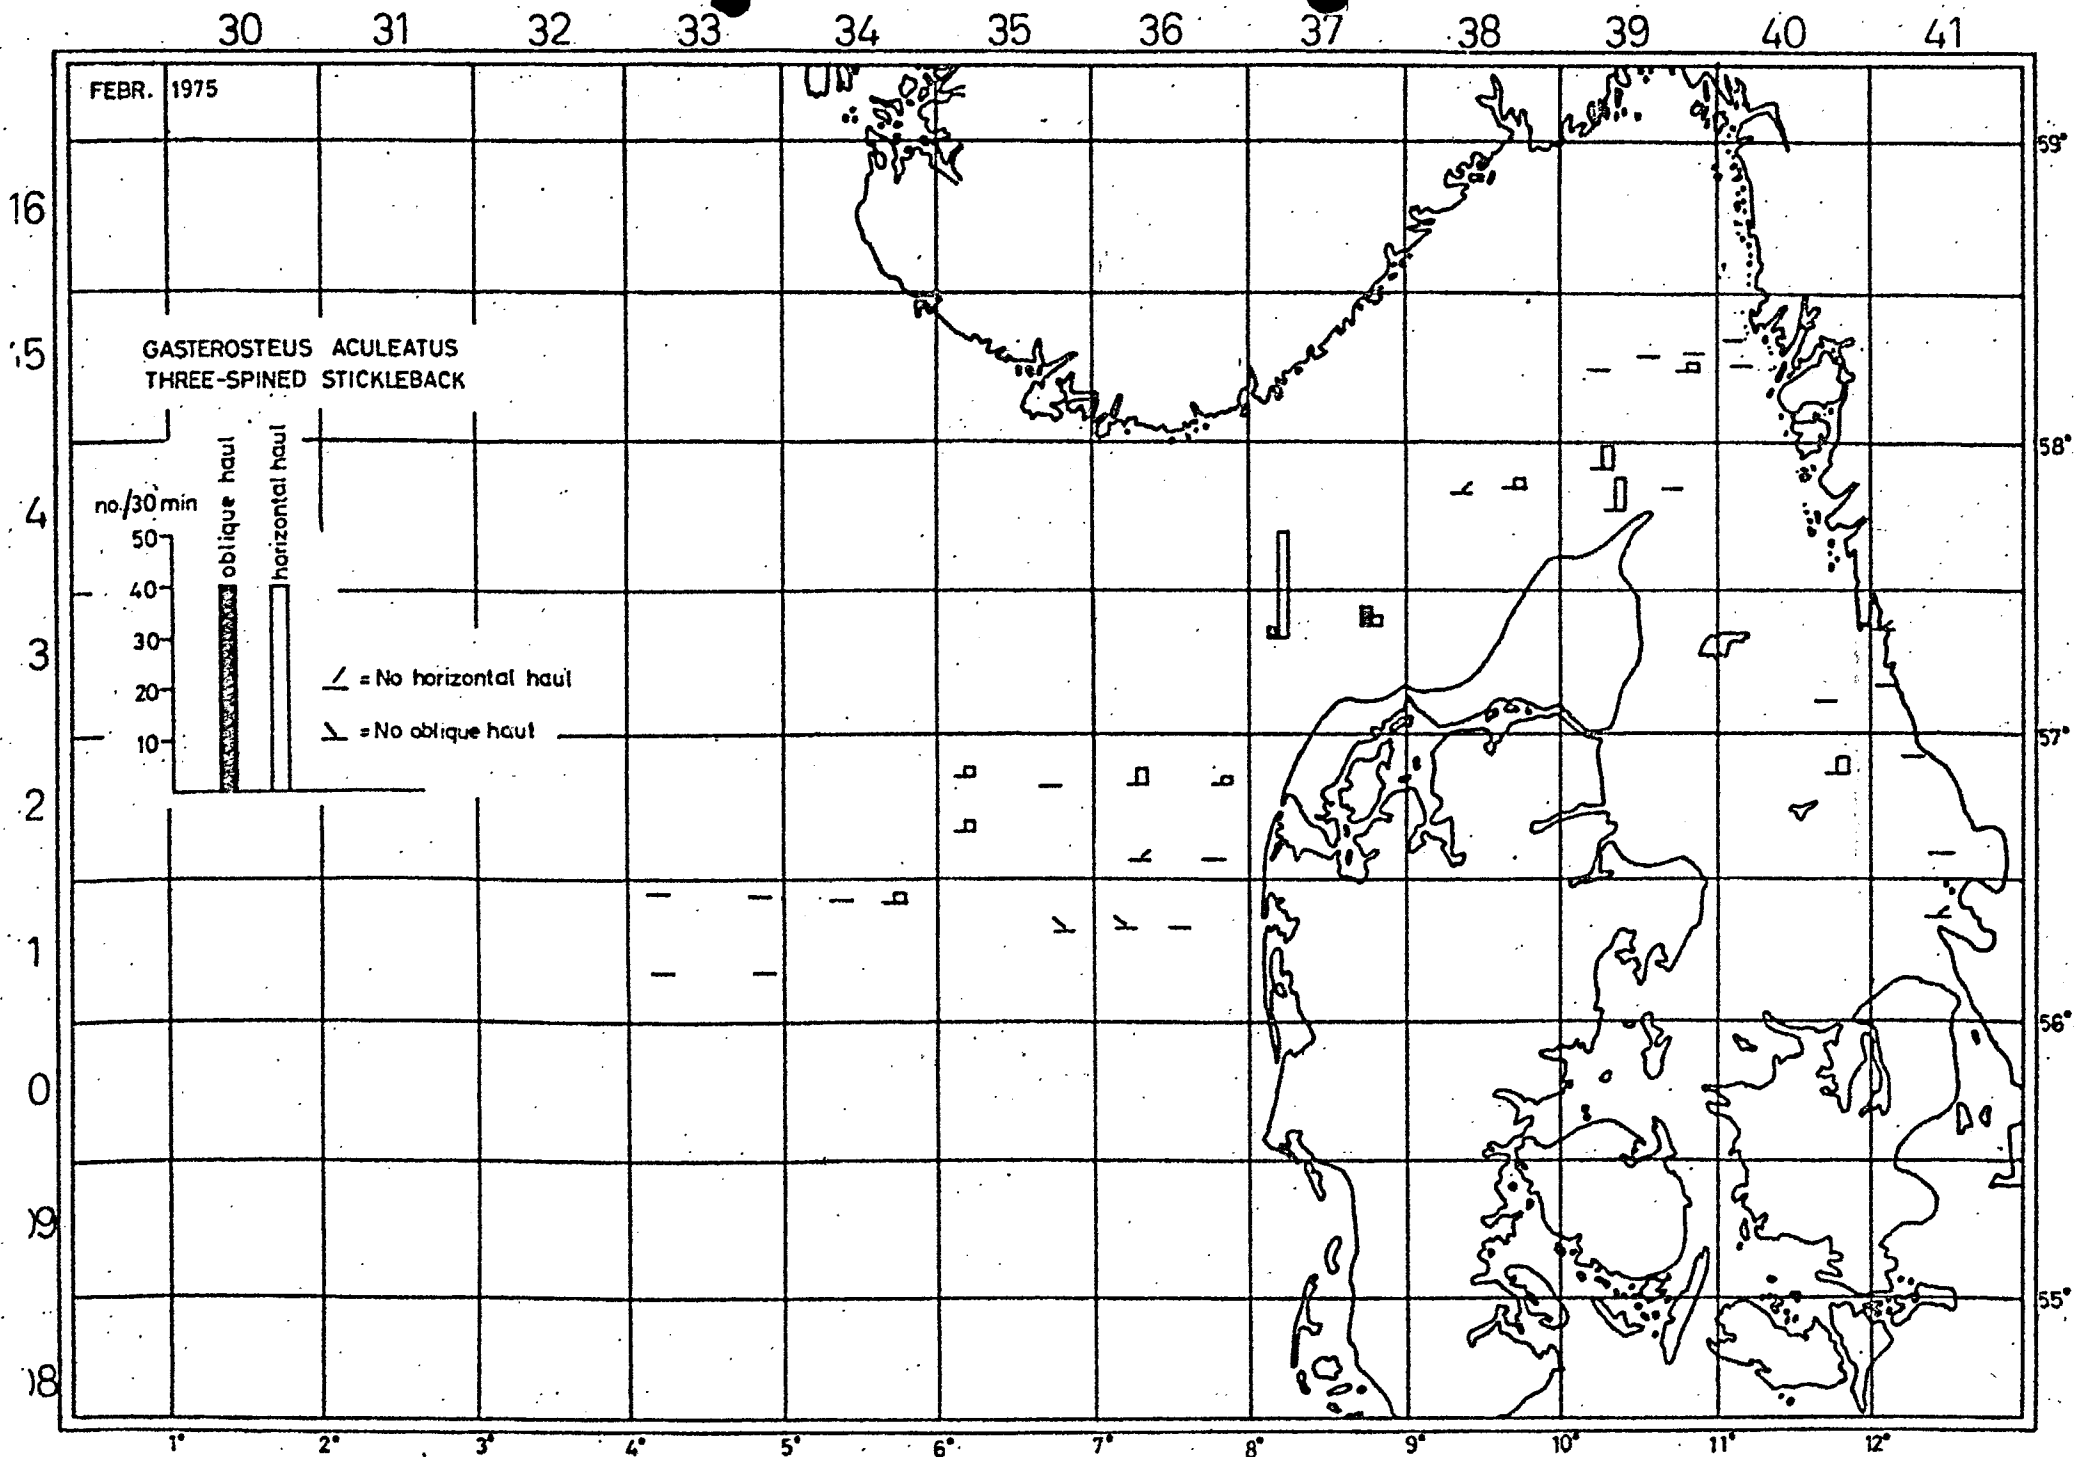 30 31 32 33 34 35 36 37 38 39 40 41
FEBR. 1975
59°
16
GASTEROSTEUS ACULEATUS
THREE-SPINED STICKLEBACK
5
58°
oblique haul
horizontal haul
no./30 min
4
50
40
30
3
= No horizontal haul
20
= No oblique haul
10
57°
2
1
56°
0
9
55°
8
1° 2° 3° 4° 5° 6° 7° 8° 9° 10° 11° 12°